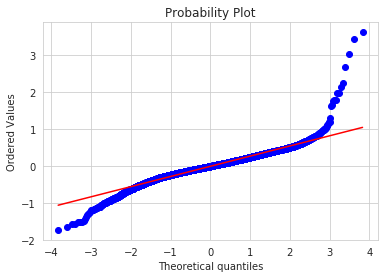 Probability Plot
Ordered Values
3
2
1
0
−1
−2
−4 −3 −2 −1 0 1 2 3 4
Theoretical quantiles